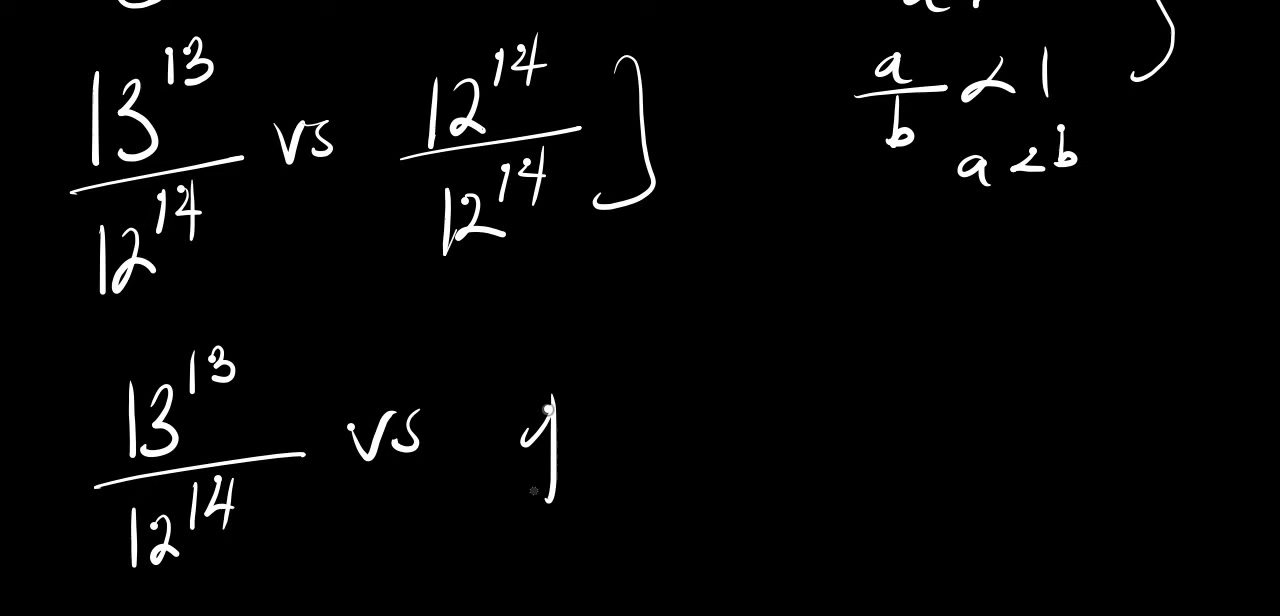 13^13 / 12^14 vs 12^14 / 12^14 ]
a / b < 1
a < b
13^13 / 12^14 vs 1